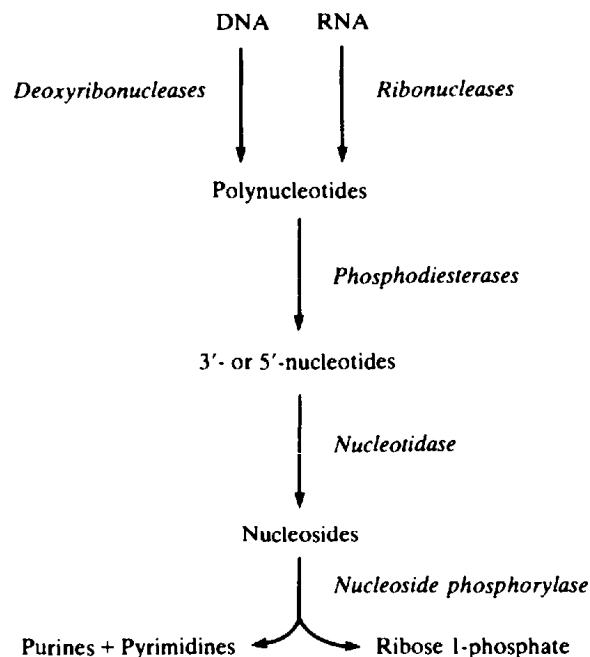 DNA RNA
Deoxyribonucleases Ribonucleases
Polynucleotides
Phosphodiesterases
3′- or 5′-nucleotides
Nucleotidase
Nucleosides
Nucleoside phosphorylase
Purines + Pyrimidines Ribose 1-phosphate